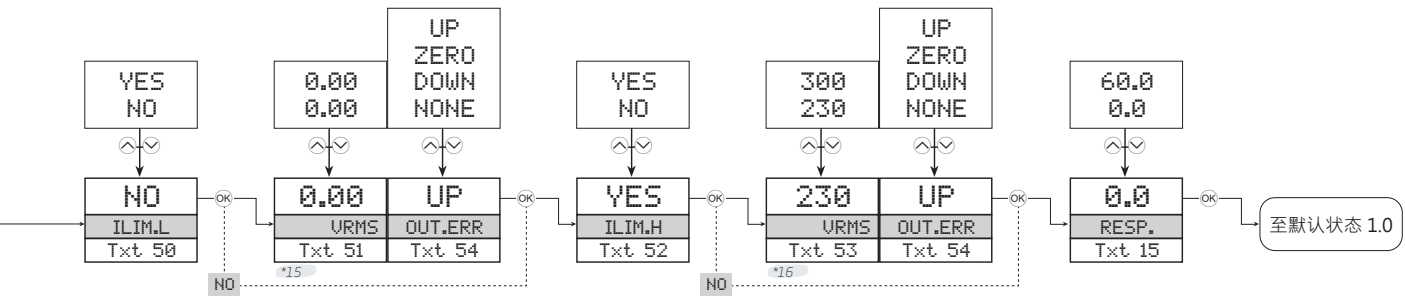 YES
NO
NO
ILIM.L
Txt 50
OK
NO
0.00
0.00
0.00
VRMS
Txt 51
*15
UP
ZERO
DOWN
NONE
UP
OUT.ERR
Txt 54
OK
YES
NO
YES
ILIM.H
Txt 52
OK
NO
300
230
230
VRMS
Txt 53
*16
UP
ZERO
DOWN
NONE
UP
OUT.ERR
Txt 54
OK
60.0
0.0
0.0
RESP.
Txt 15
OK
至默认状态 1.0